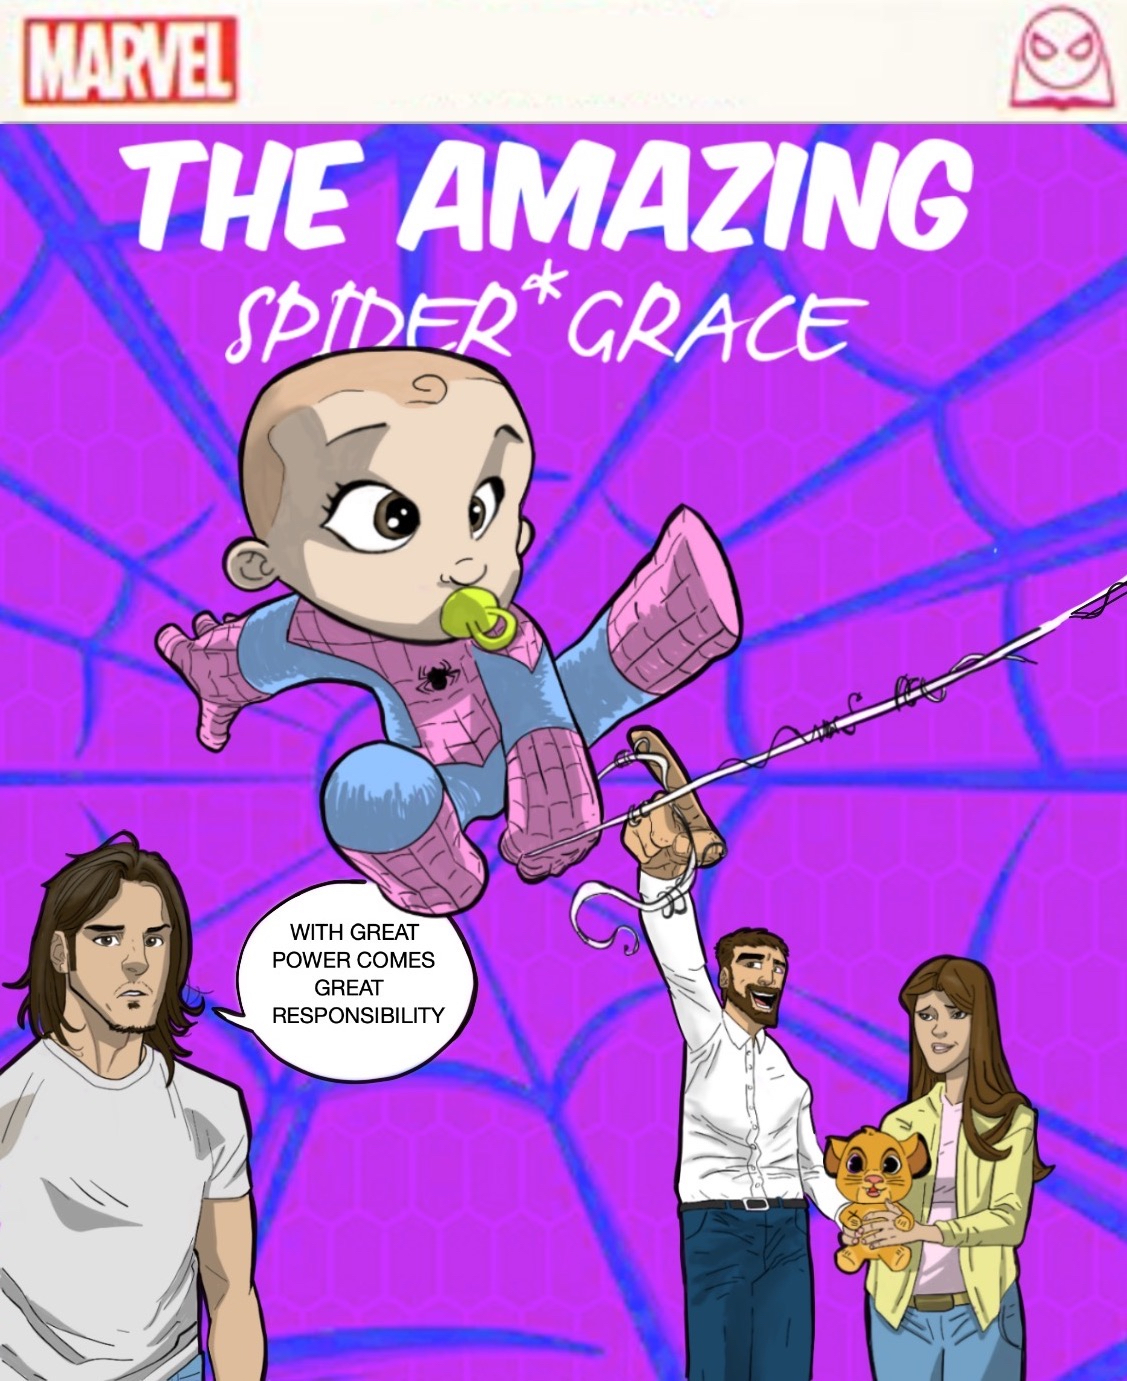 MARVEL
THE AMAZING
SPIDER*GRACE
WITH GREAT
POWER COMES
GREAT
RESPONSIBILITY